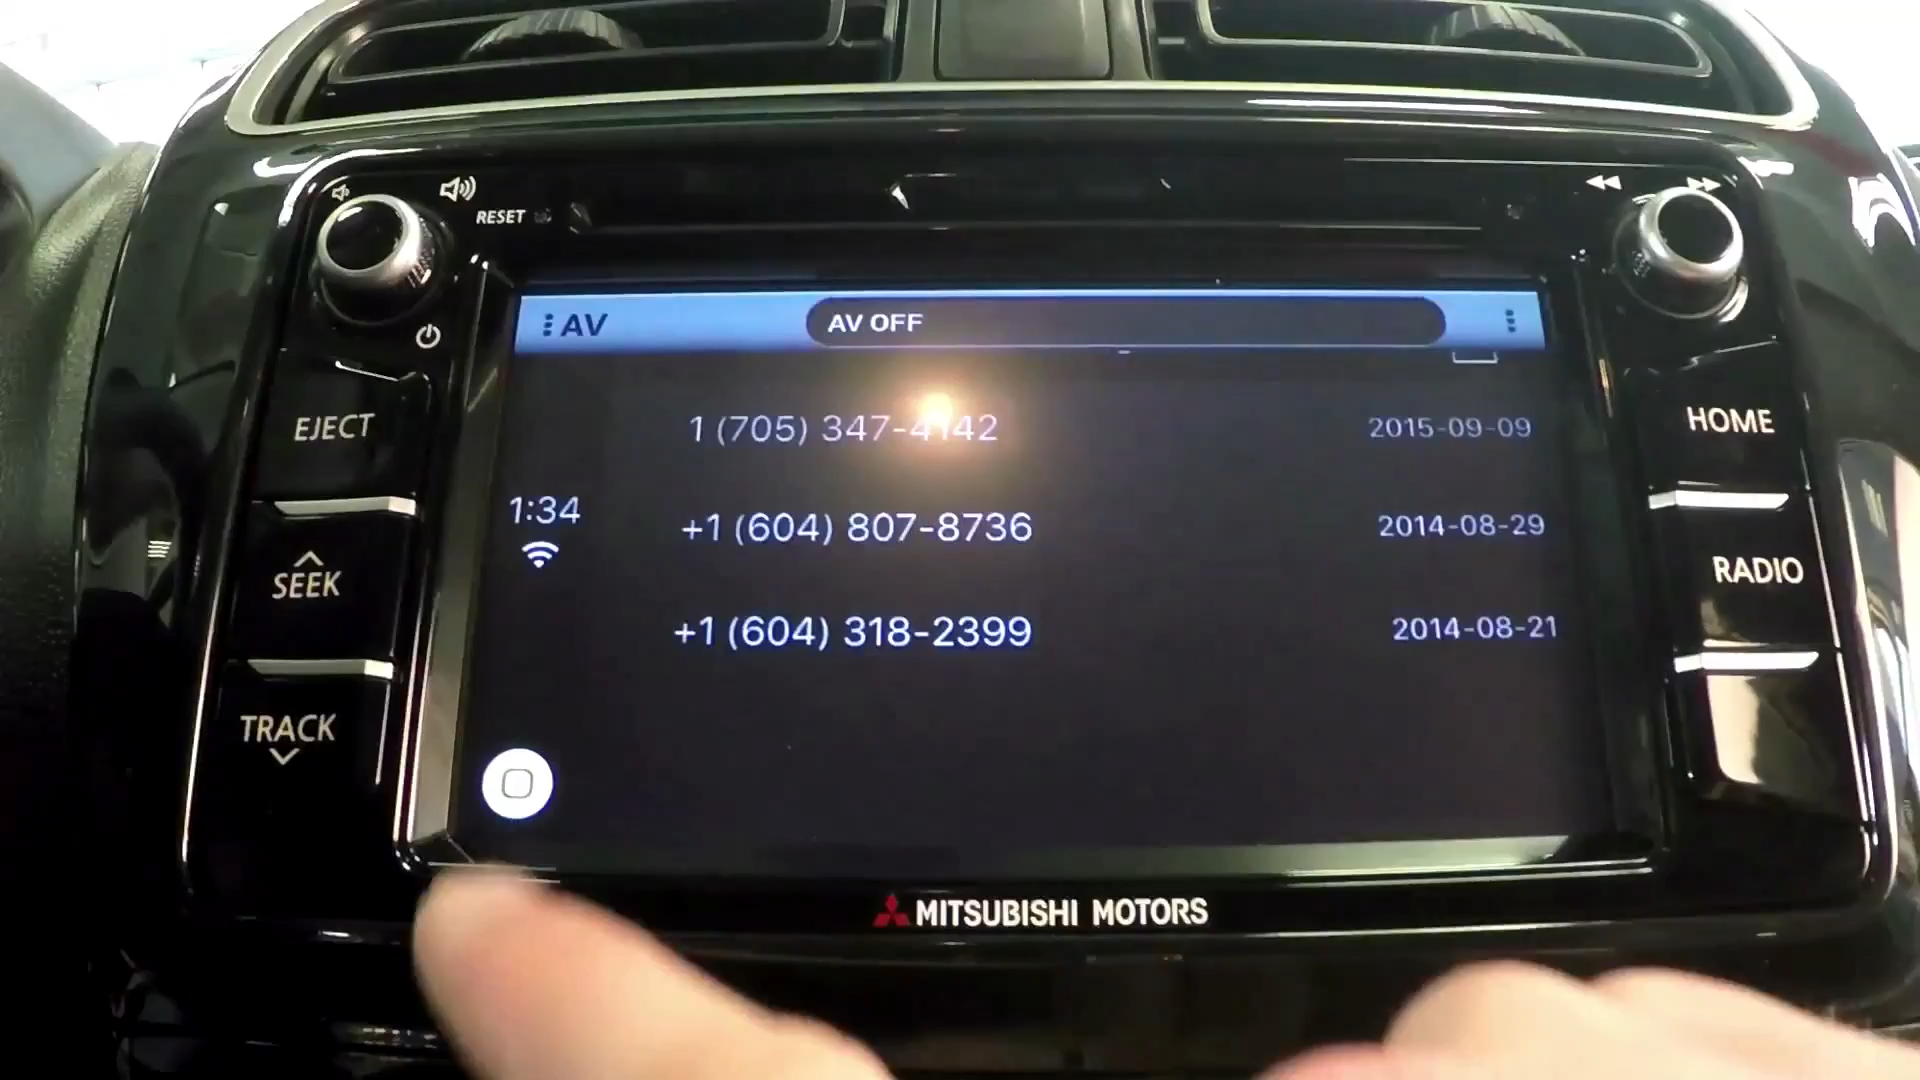 RESET
AV
AV OFF
EJECT
1 (705) 347-4142
2015-09-09
HOME
1:34
+1 (604) 807-8736
2014-08-29
SEEK
RADIO
+1 (604) 318-2399
2014-08-21
TRACK
MITSUBISHI MOTORS